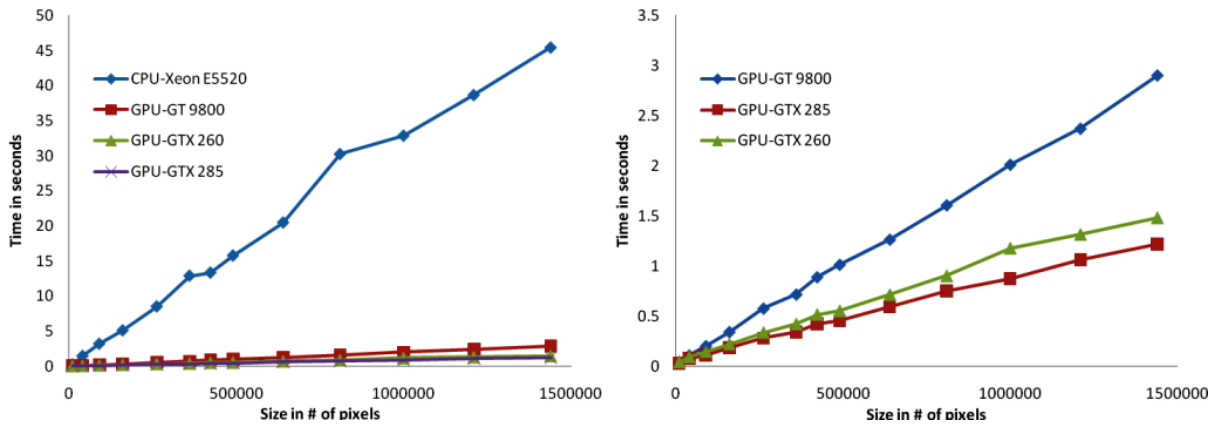 50
45
40
35
30
25
20
15
10
5
0
Time in seconds
CPU-Xeon E5520
GPU-GT 9800
GPU-GTX 260
GPU-GTX 285
0
500000
1000000
1500000
Size in # of pixels
3.5
3
2.5
2
1.5
1
0.5
0
Time in seconds
GPU-GT 9800
GPU-GTX 285
GPU-GTX 260
0
500000
1000000
1500000
Size in # of pixels